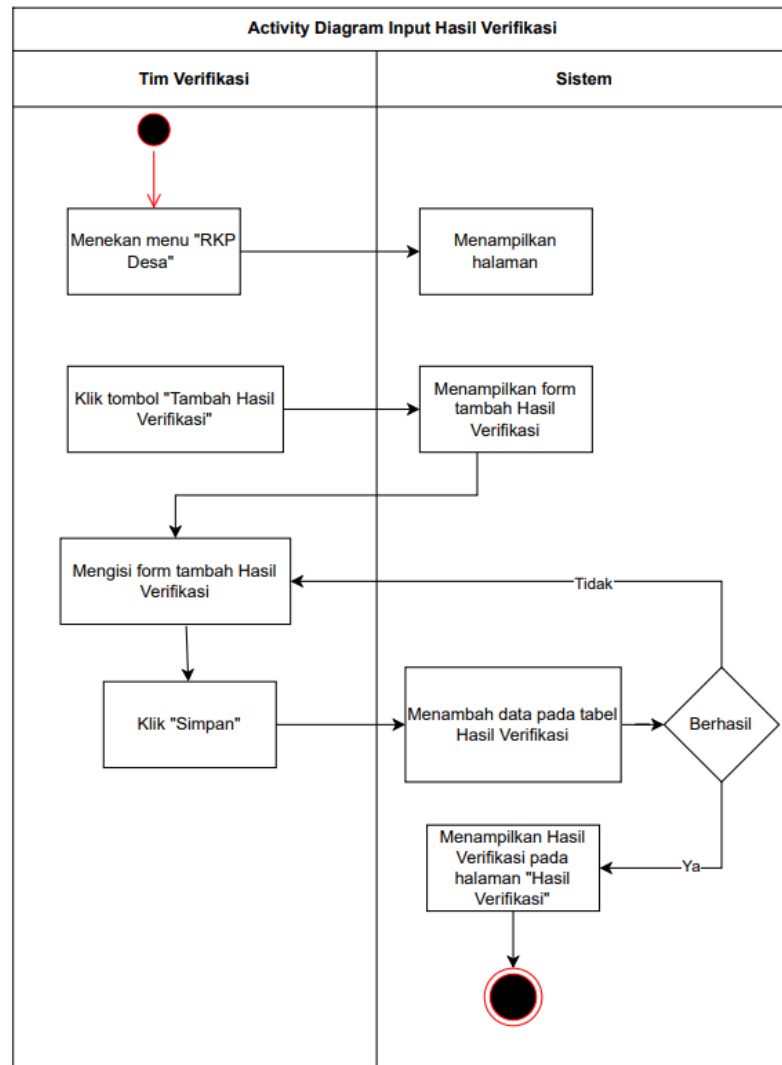 Activity Diagram Input Hasil Verifikasi
Tim Verifikasi
Sistem
Menekan menu "RKP
Desa"
Menampilkan
halaman
Klik tombol "Tambah Hasil
Verifikasi"
Menampilkan form
tambah Hasil
Verifikasi
Mengisi form tambah Hasil
Verifikasi
Tidak
Klik "Simpan"
Menambah data pada tabel
Hasil Verifikasi
Berhasil
Menampilkan Hasil
Verifikasi pada
halaman "Hasil
Verifikasi"
Ya